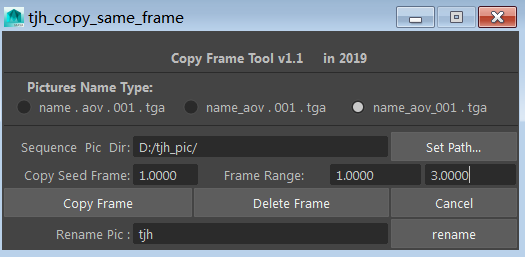 tjh_copy_same_frame
Copy Frame Tool v1.1 in 2019
Pictures Name Type:
name . aov . 001 . tga name_aov . 001 . tga name_aov_001 . tga
Sequence Pic Dir: D:/tjh_pic/ Set Path...
Copy Seed Frame: 1.0000 Frame Range: 1.0000 3.0000
Copy Frame Delete Frame Cancel
Rename Pic : tjh rename